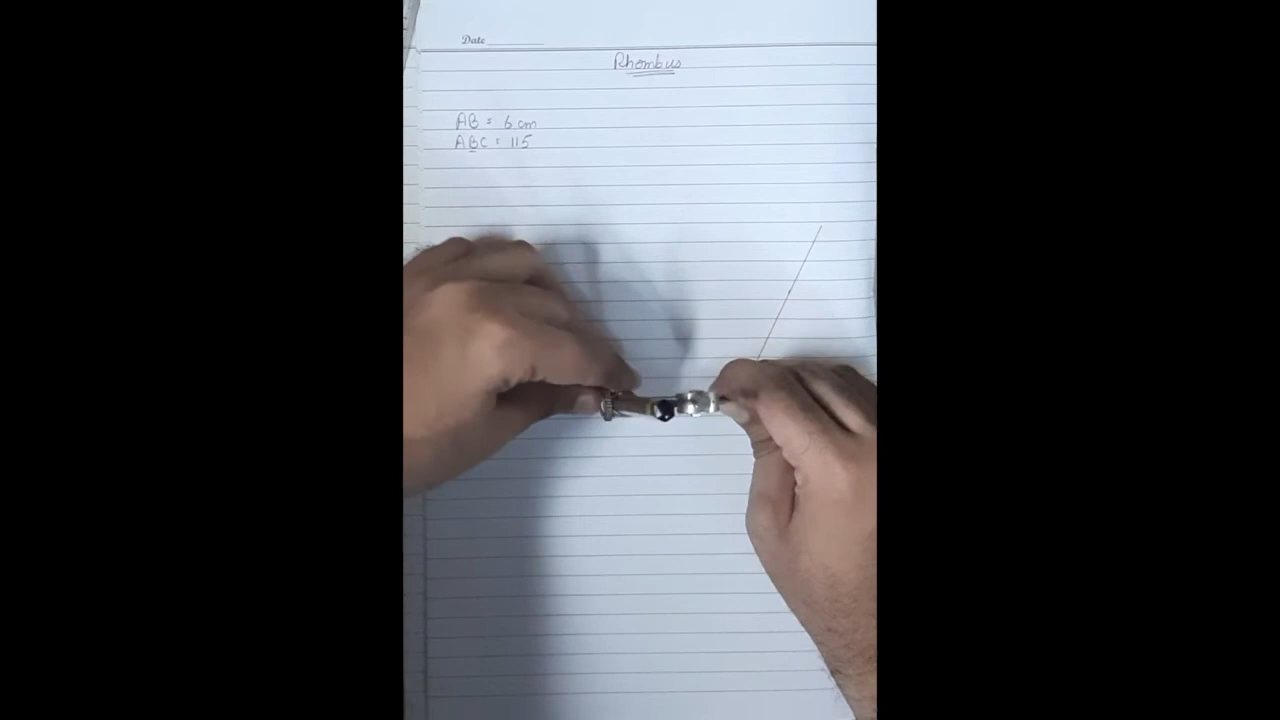 Date
Rhombus
AB = 6 cm
ABC = 115